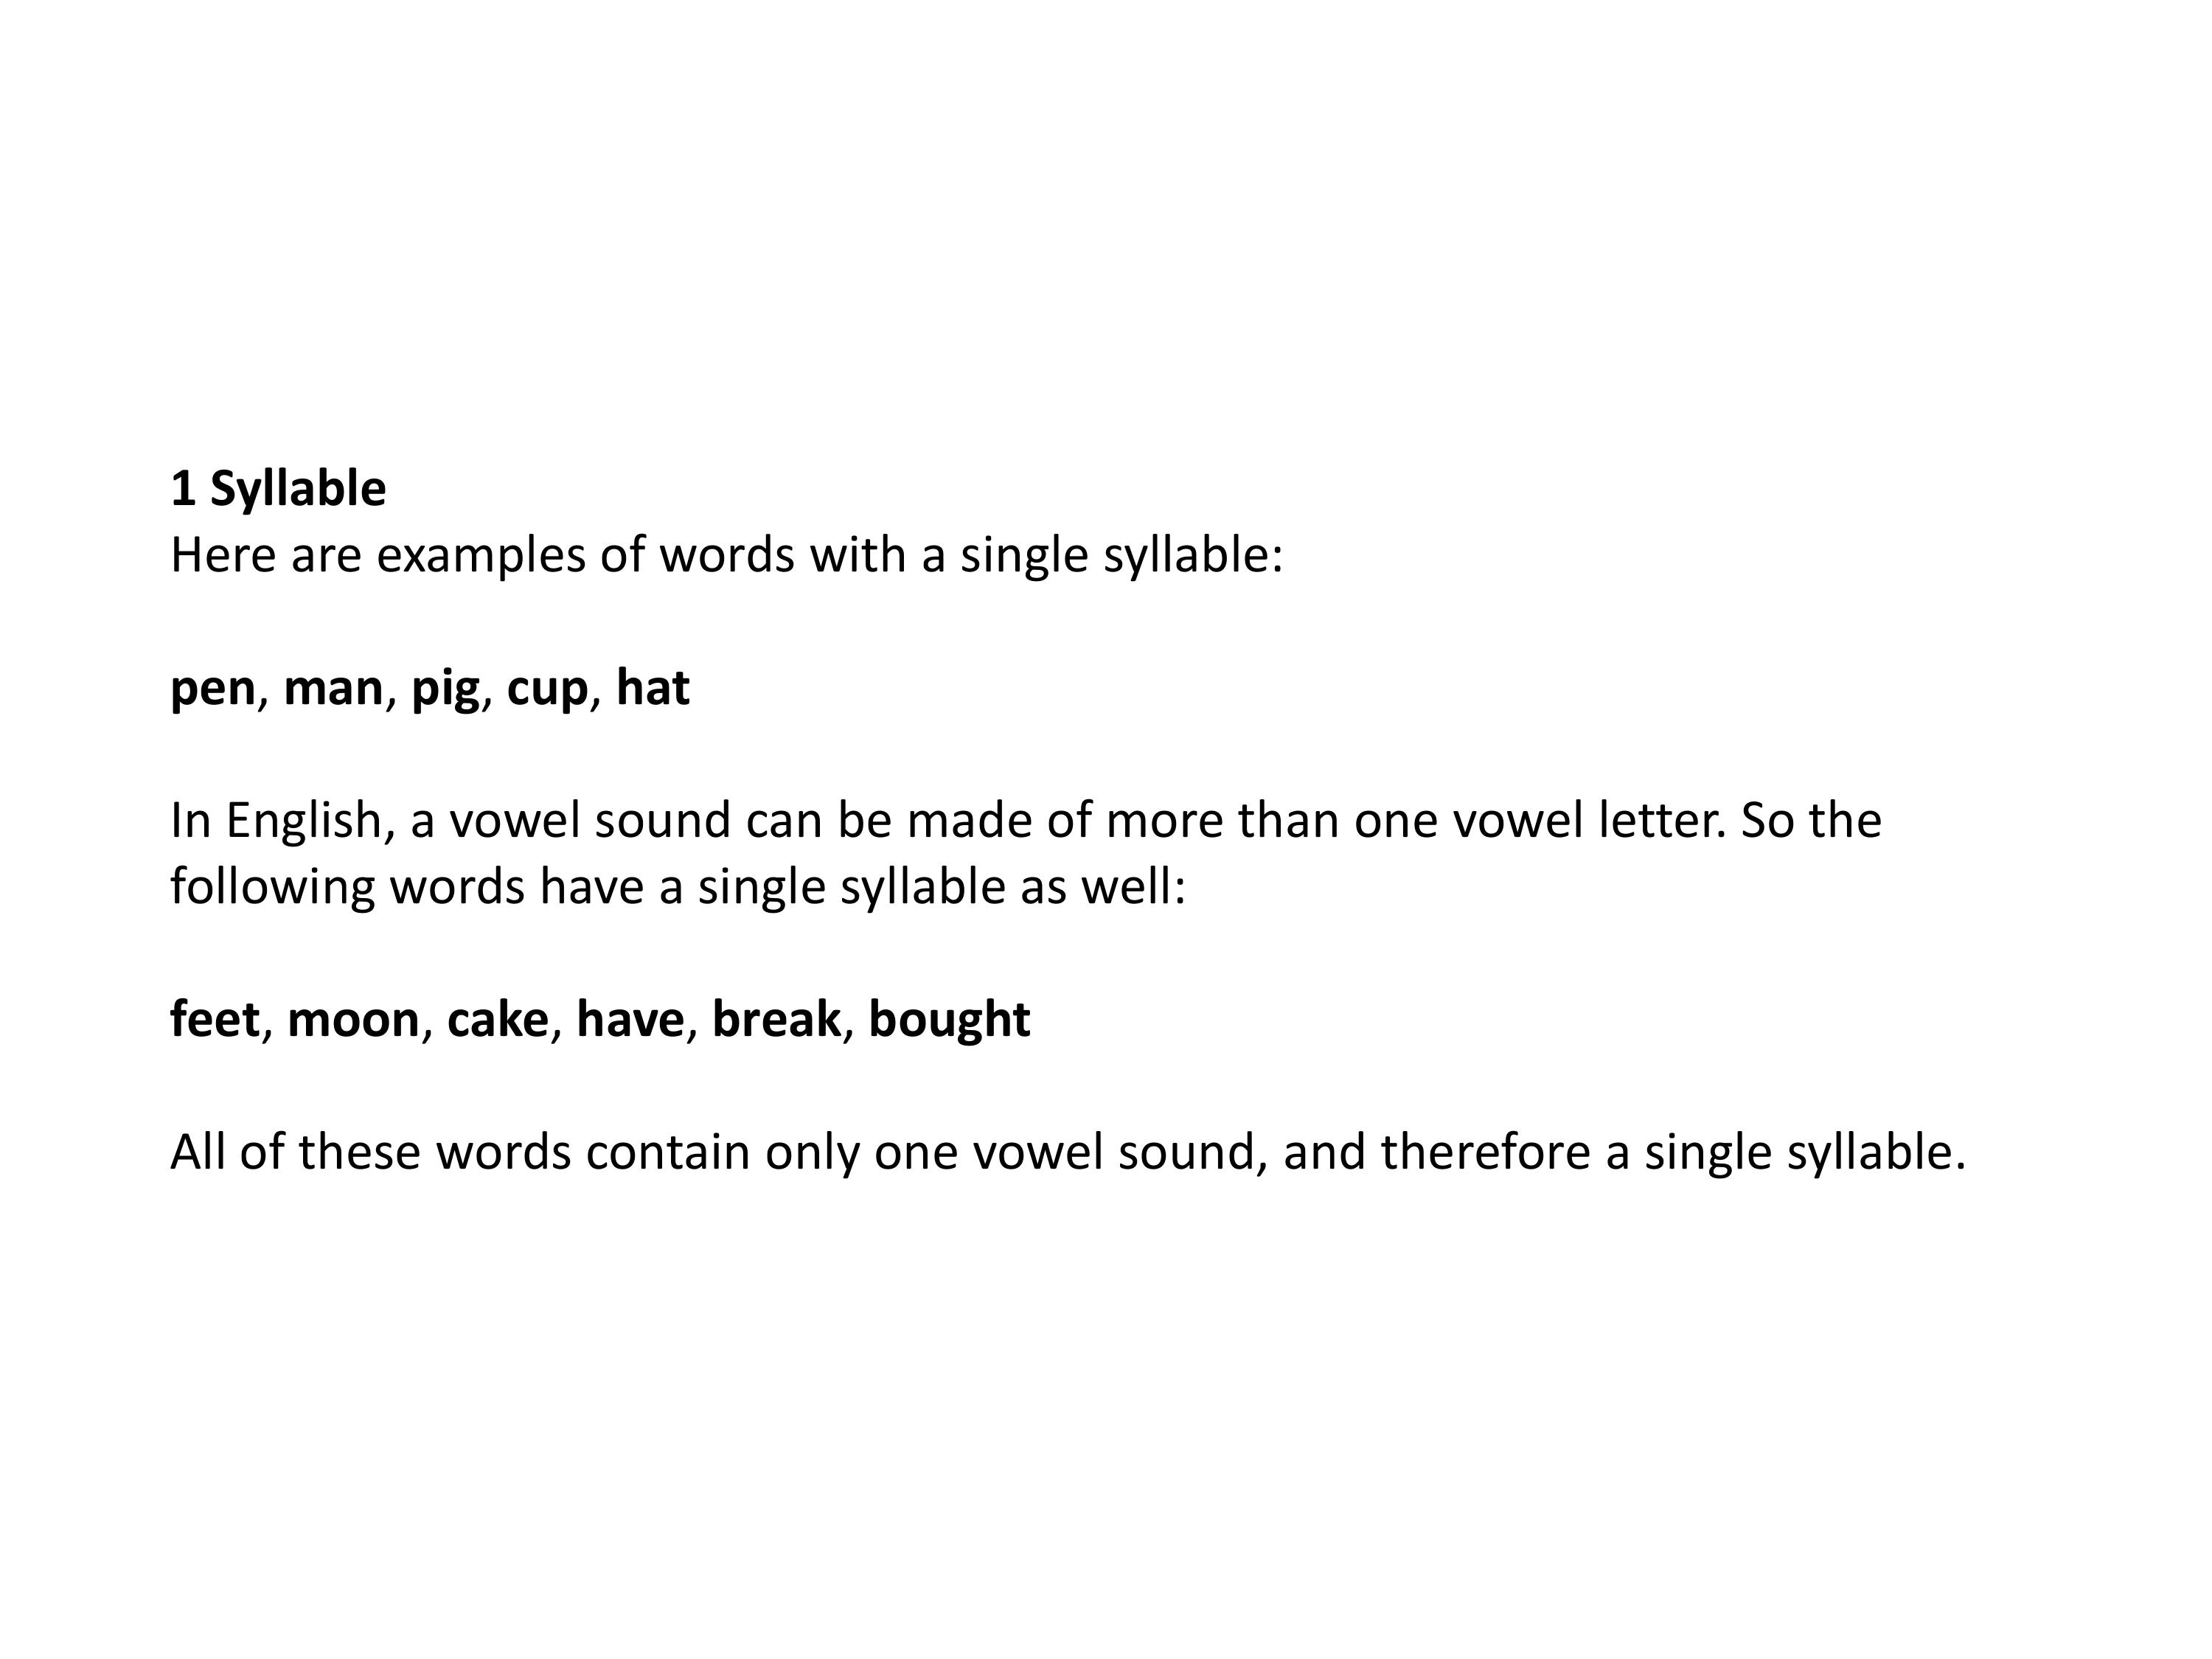 1 Syllable
Here are examples of words with a single syllable:
pen, man, pig, cup, hat
In English, a vowel sound can be made of more than one vowel letter. So the
following words have a single syllable as well:
feet, moon, cake, have, break, bought
All of these words contain only one vowel sound, and therefore a single syllable.